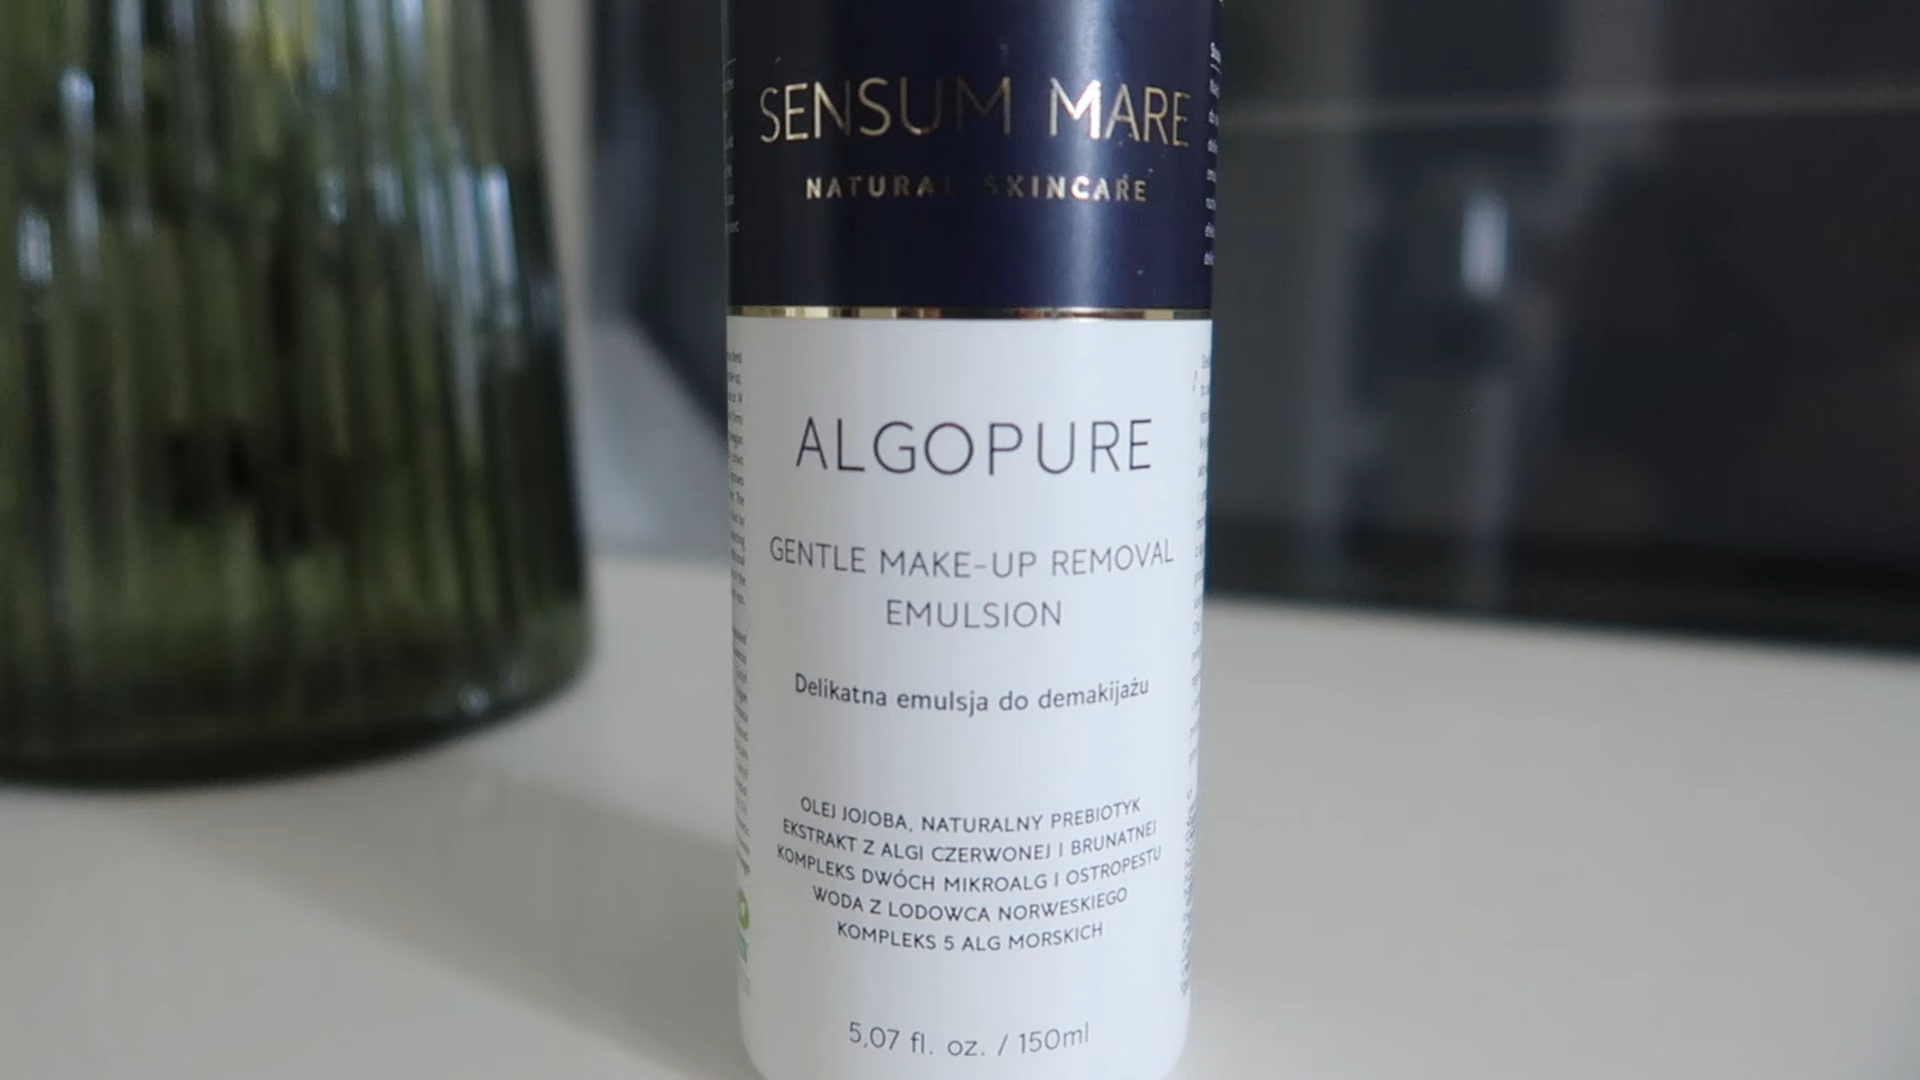 SENSUM MARE
NATURAL SKINCARE
ALGOPURE
GENTLE MAKE-UP REMOVAL
EMULSION
Delikatna emulsja do demakijażu
OLEJ JOJOBA, NATURALNY PREBIOTYK
EKSTRAKT Z ALGI CZERWONEJ I BRUNATNEJ
KOMPLEKS DWÓCH MIKROALG I OSTROPESTU
WODA Z LODOWCA NORWESKIEGO
KOMPLEKS 5 ALG MORSKICH
5,07 fl. oz. / 150ml